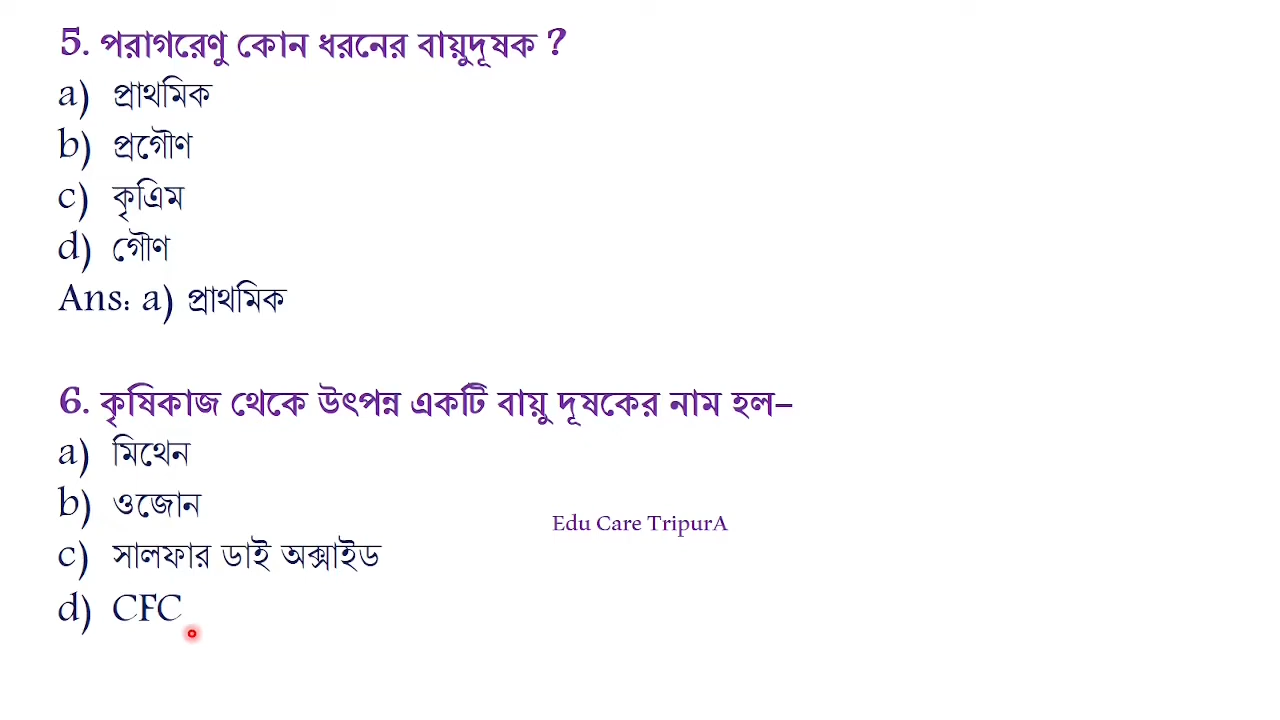 5. পরাগরেণু কোন ধরনের বায়ুদূষক ?
a) প্রাথমিক
b) প্রগৌণ
c) কৃত্রিম
d) গৌণ
Ans: a) প্রাথমিক
6. কৃষিকাজ থেকে উৎপন্ন একটি বায়ু দূষকের নাম হল–
a) মিথেন
b) ওজোন
Edu Care TripurA
c) সালফার ডাই অক্সাইড
d) CFC